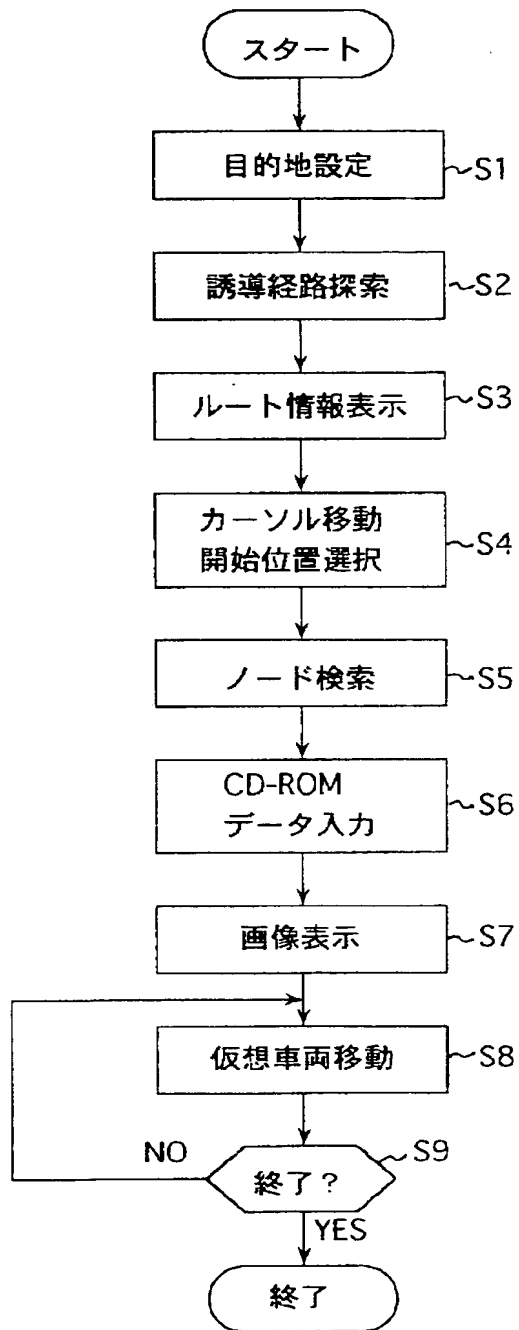 スタート
目的地設定
S1
誘導経路探索
S2
ルート情報表示
S3
カーソル移動
開始位置選択
S4
ノード検索
S5
CD-ROM
データ入力
S6
画像表示
S7
仮想車両移動
S8
NO
終了?
S9
YES
終了